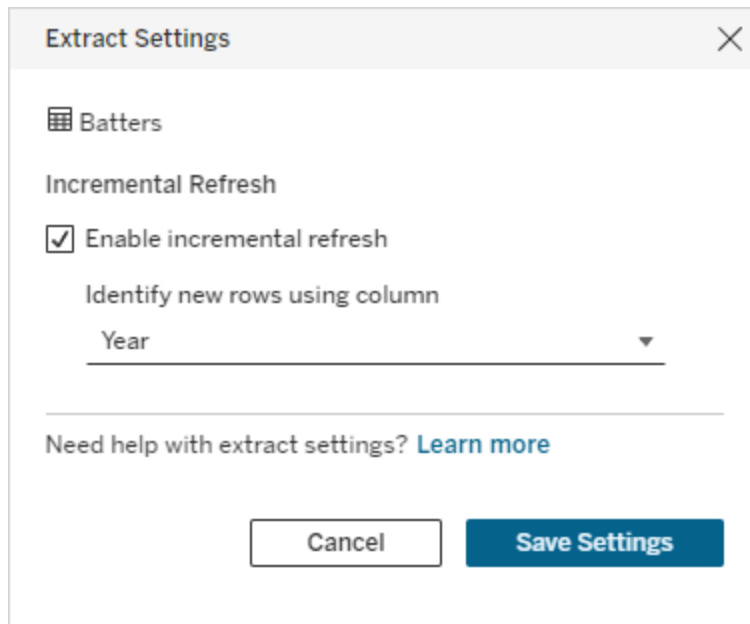 Extract Settings
Batters
Incremental Refresh
Enable incremental refresh
Identify new rows using column
Year
Need help with extract settings? Learn more
Cancel Save Settings